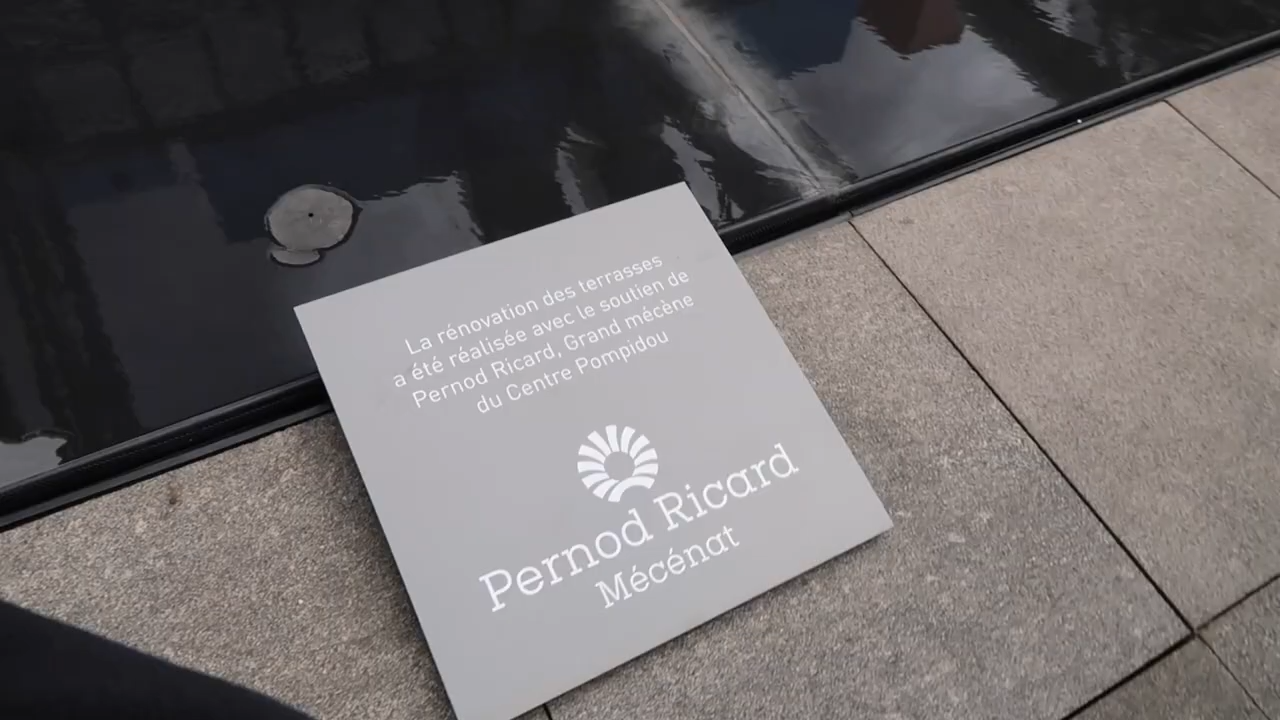 La rénovation des terrasses
a été réalisée avec le soutien de
Pernod Ricard, Grand mécène
du Centre Pompidou
Pernod Ricard
Mécénat